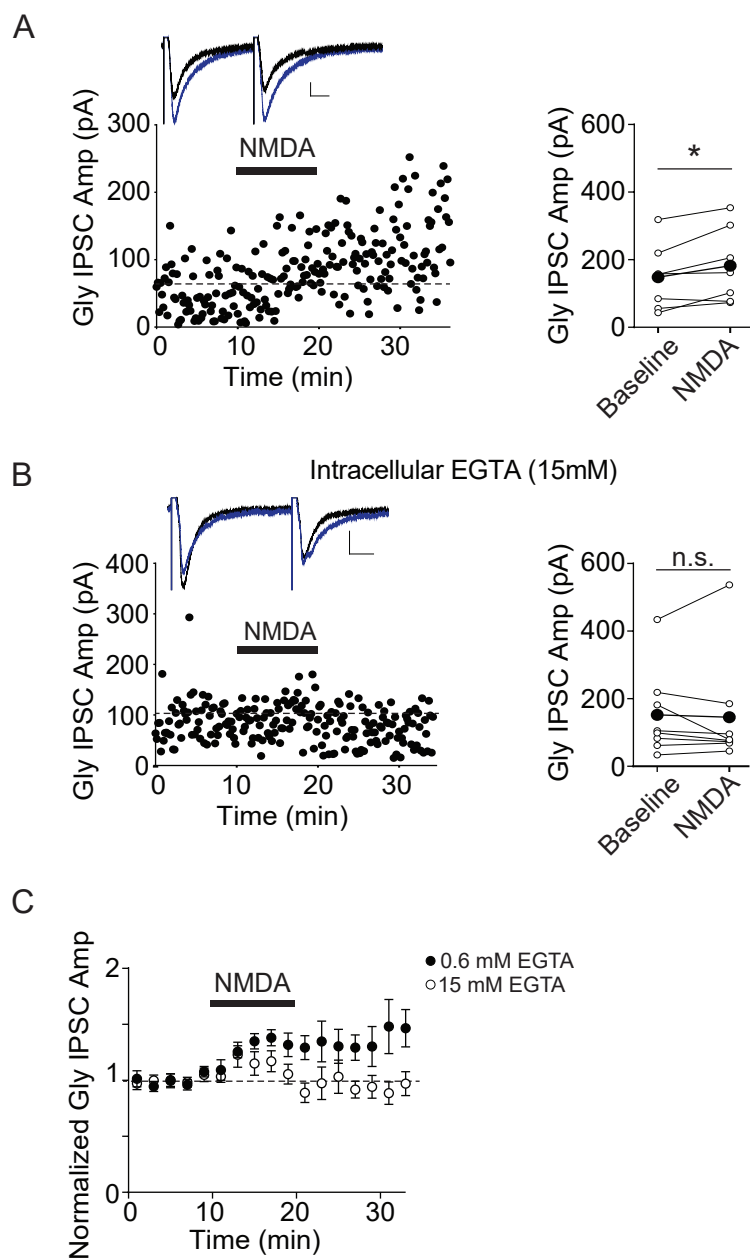 A
300
200
100
0
Gly IPSC Amp (pA)
NMDA
0 10 20 30
Time (min)
600
400
200
0
Gly IPSC Amp (pA)
*
Baseline
NMDA
B
Intracellular EGTA (15mM)
400
300
200
100
0
Gly IPSC Amp (pA)
NMDA
0 10 20 30
Time (min)
600
400
200
0
Gly IPSC Amp (pA)
n.s.
Baseline
NMDA
C
2
1
0
Normalized Gly IPSC Amp
NMDA
0.6 mM EGTA
15 mM EGTA
0 10 20 30
Time (min)